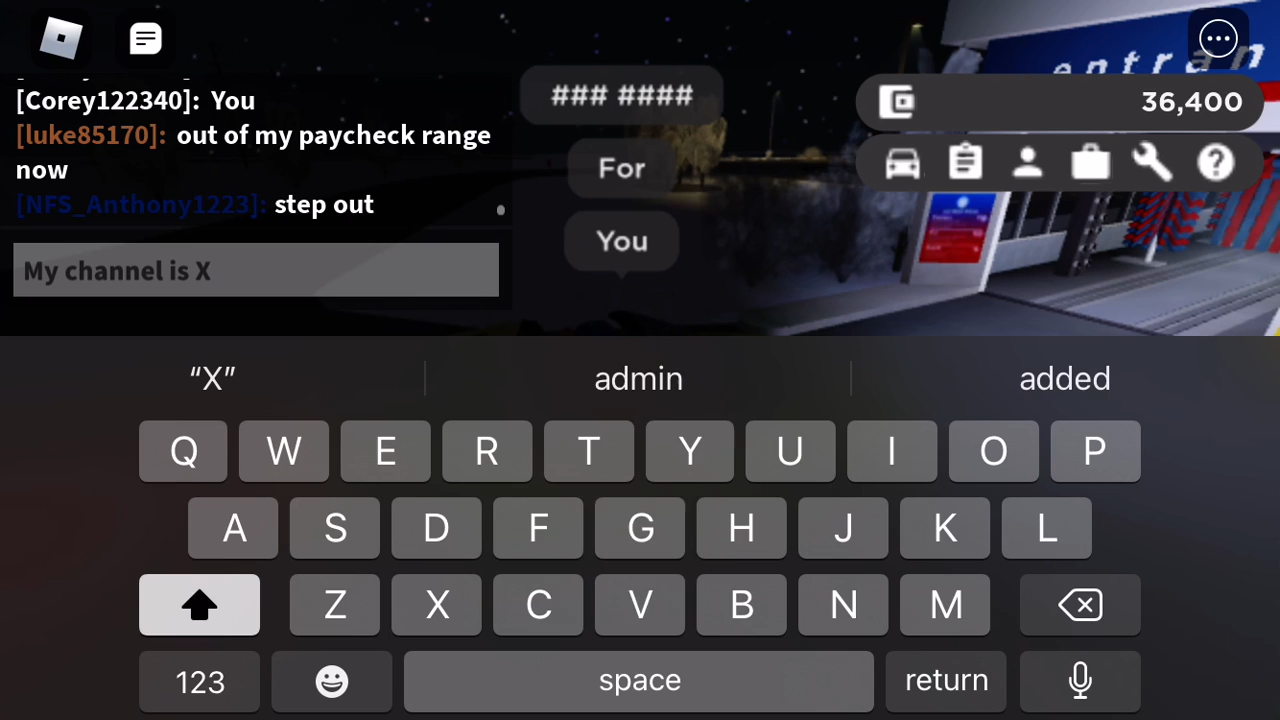 [Corey122340]: You
[luke85170]: out of my paycheck range
now
[NFS_Anthony1223]: step out
My channel is X
### ####
For
You
entran
36,400
“X”
admin
added
Q W E R T Y U I O P
A S D F G H J K L
Z X C V B N M
123
space
return